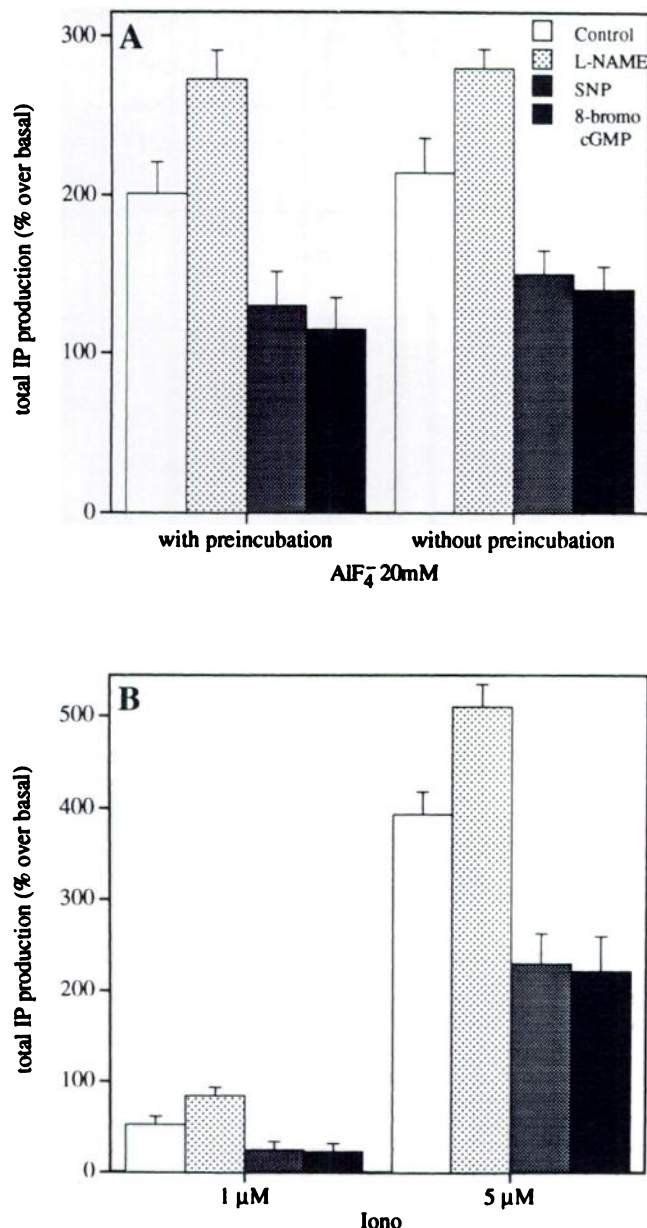 A
total IP production (% over basal)
300
200
100
0
Control
L-NAME
SNP
8-bromo
cGMP
with preincubation
without preincubation
AlF₄⁻ 20mM
B
total IP production (% over basal)
500
400
300
200
100
0
1 μM
5 μM
Iono